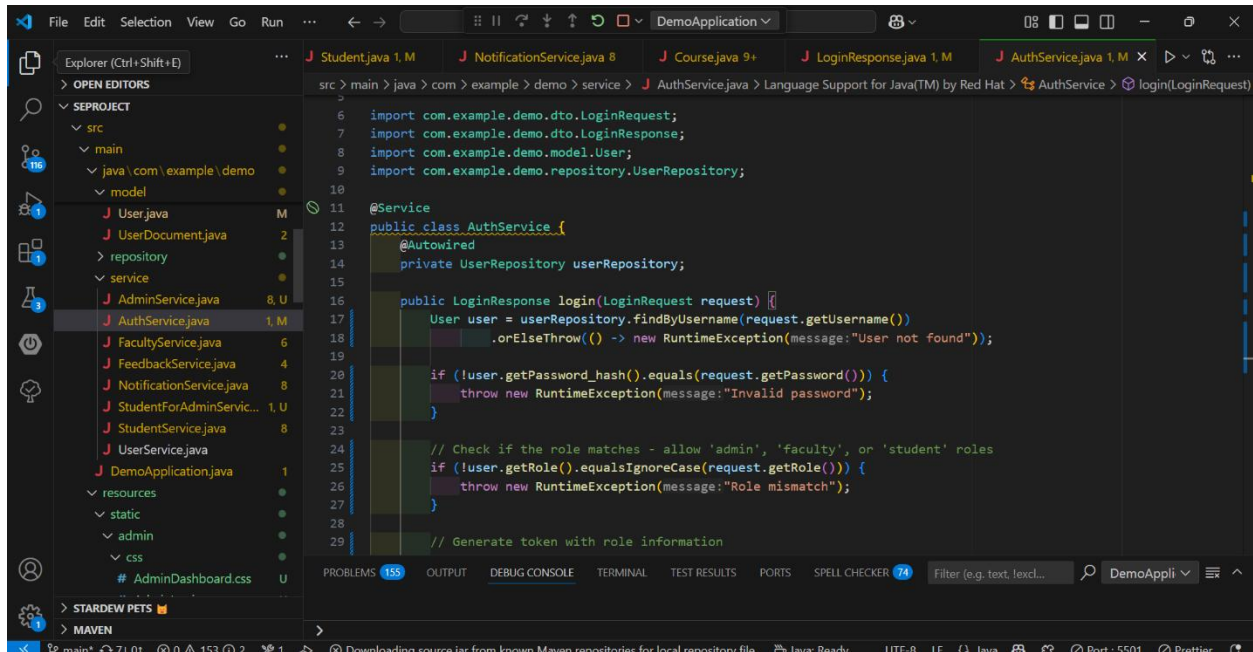 File Edit Selection View Go Run ··· DemoApplication
Explorer (Ctrl+Shift+E)
Student.java 1, M J NotificationService.java 8 J Course.java 9+ J LoginResponse.java 1, M J AuthService.java 1, M
OPEN EDITORS
src > main > java > com > example > demo > service > J AuthService.java > Language Support for Java(TM) by Red Hat > AuthService > login(LoginRequest)
SEPROJECT
src
main
java\com\example\demo
model
J User.java M
J UserDocument.java 2
repository
service
J AdminService.java 8, U
J AuthService.java 1, M
J FacultyService.java 6
J FeedbackService.java 4
J NotificationService.java 8
J StudentForAdminServic... 1, U
J StudentService.java 8
J UserService.java
J DemoApplication.java 1
resources
static
admin
css
# AdminDashboard.css U
STARDEW PETS
MAVEN
116
1
1
3
1
6 import com.example.demo.dto.LoginRequest;
7 import com.example.demo.dto.LoginResponse;
8 import com.example.demo.model.User;
9 import com.example.demo.repository.UserRepository;
10
11 @Service
12 public class AuthService {
13 @Autowired
14 private UserRepository userRepository;
15
16 public LoginResponse login(LoginRequest request) {
17 User user = userRepository.findByUsername(request.getUsername())
18 .orElseThrow(() -> new RuntimeException(message:"User not found"));
19
20 if (!user.getPassword_hash().equals(request.getPassword())) {
21 throw new RuntimeException(message:"Invalid password");
22 }
23
24 // Check if the role matches - allow 'admin', 'faculty', or 'student' roles
25 if (!user.getRole().equalsIgnoreCase(request.getRole())) {
26 throw new RuntimeException(message:"Role mismatch");
27 }
28
29 // Generate token with role information
PROBLEMS 155 OUTPUT DEBUG CONSOLE TERMINAL TEST RESULTS PORTS SPELL CHECKER 74 Filter (e.g. text, !excl... DemoAppli
main* 7↓ 0↑ 0 153 2 1 Downloading source jar from known Maven repositories for local repository file Java: Ready UTF-8 LF {} Java Port : 5501 Prettier